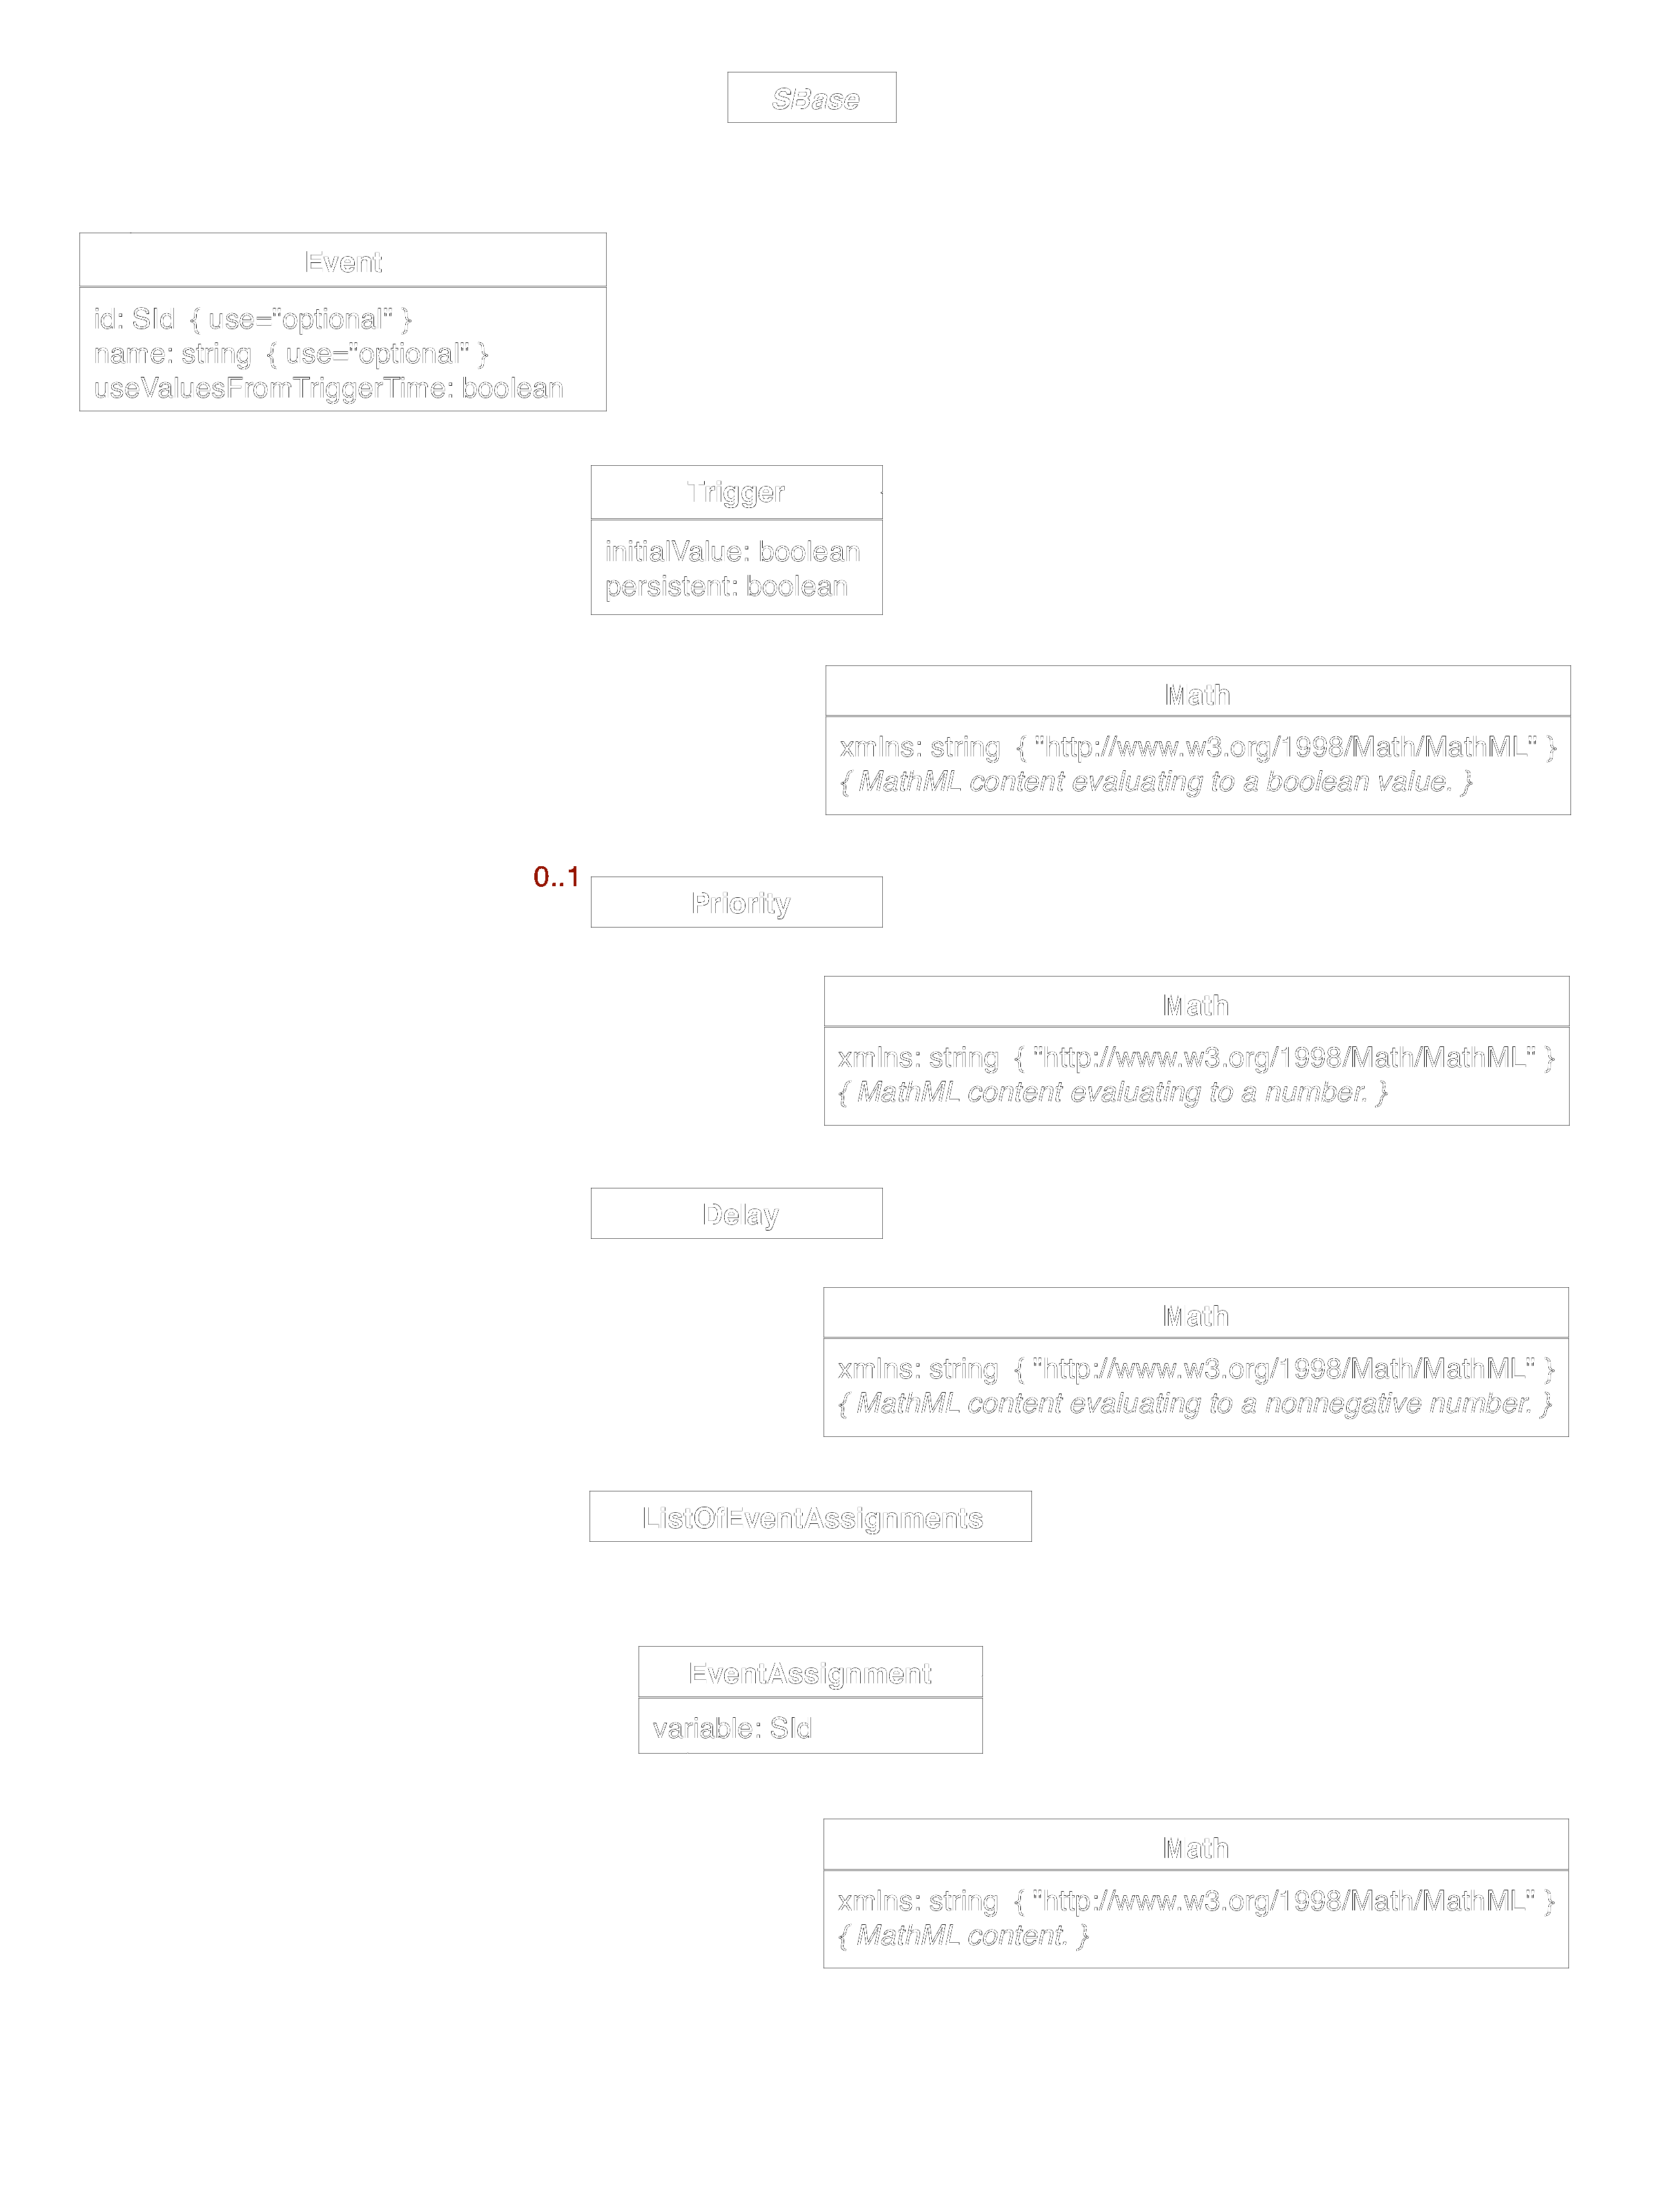 SBase
Event
id: SId { use="optional" }
name: string { use="optional" }
useValuesFromTriggerTime: boolean
Trigger
initialValue: boolean
persistent: boolean
Math
xmlns: string { "http://www.w3.org/1998/Math/MathML" }
{ MathML content evaluating to a boolean value. }
0..1
Priority
Math
xmlns: string { "http://www.w3.org/1998/Math/MathML" }
{ MathML content evaluating to a number. }
Delay
Math
xmlns: string { "http://www.w3.org/1998/Math/MathML" }
{ MathML content evaluating to a nonnegative number. }
ListOfEventAssignments
EventAssignment
variable: SId
Math
xmlns: string { "http://www.w3.org/1998/Math/MathML" }
{ MathML content. }